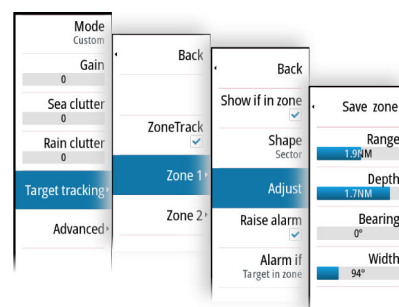 Mode
Custom
Gain
0
Sea clutter
0
Rain clutter
0
Target tracking
Advanced
Back
ZoneTrack
Zone 1
Zone 2
Back
Show if in zone
Shape
Sector
Adjust
Raise alarm
Alarm if
Target in zone
Save zone
Range
1.9NM
Depth
1.7NM
Bearing
0°
Width
94°